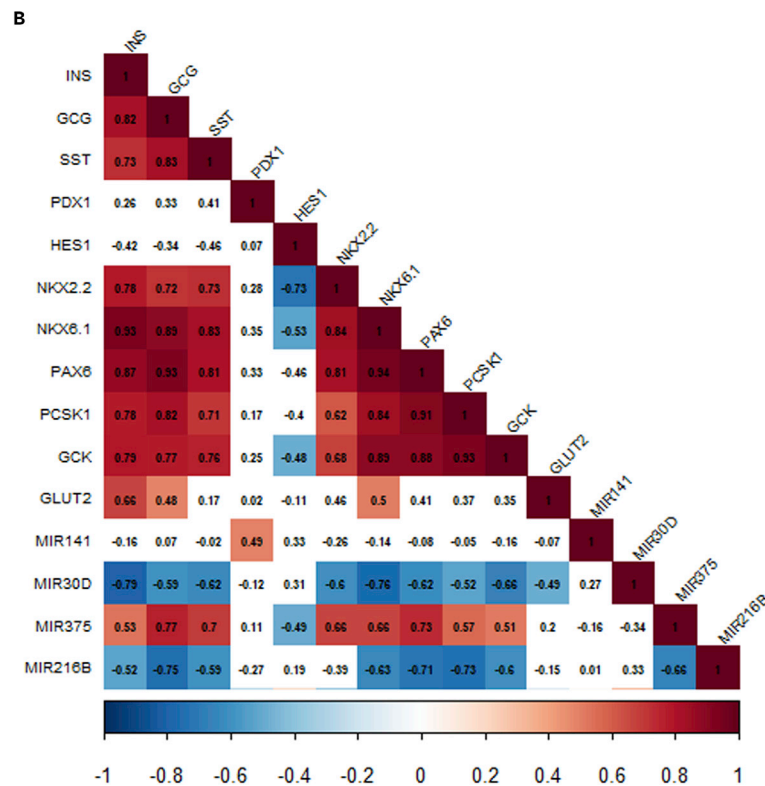 B
INS
INS 1 GCG
GCG 0.82 1 SST
SST 0.73 0.83 1 PDX1
PDX1 0.26 0.33 0.41 1 HES1
HES1 -0.42 -0.34 -0.46 0.07 1 NKX2.2
NKX2.2 0.78 0.72 0.73 0.28 -0.73 1 NKX6.1
NKX6.1 0.93 0.89 0.83 0.35 -0.53 0.84 1 PAX6
PAX6 0.87 0.93 0.81 0.33 -0.46 0.81 0.94 1 PCSK1
PCSK1 0.78 0.82 0.71 0.17 -0.4 0.62 0.84 0.91 1 GCK
GCK 0.79 0.77 0.76 0.25 -0.48 0.68 0.89 0.88 0.93 1 GLUT2
GLUT2 0.66 0.48 0.17 0.02 -0.11 0.46 0.5 0.41 0.37 0.35 1 MIR141
MIR141 -0.16 0.07 -0.02 0.49 0.33 -0.26 -0.14 -0.08 -0.05 -0.16 -0.07 1 MIR30D
MIR30D -0.79 -0.59 -0.62 -0.12 0.31 -0.6 -0.76 -0.62 -0.52 -0.66 -0.49 0.27 1 MIR375
MIR375 0.53 0.77 0.7 0.11 -0.49 0.66 0.66 0.73 0.57 0.51 0.2 -0.16 -0.34 1 MIR216B
MIR216B -0.52 -0.75 -0.59 -0.27 0.19 -0.39 -0.63 -0.71 -0.73 -0.6 -0.15 0.01 0.33 -0.66 1
-1 -0.8 -0.6 -0.4 -0.2 0 0.2 0.4 0.6 0.8 1